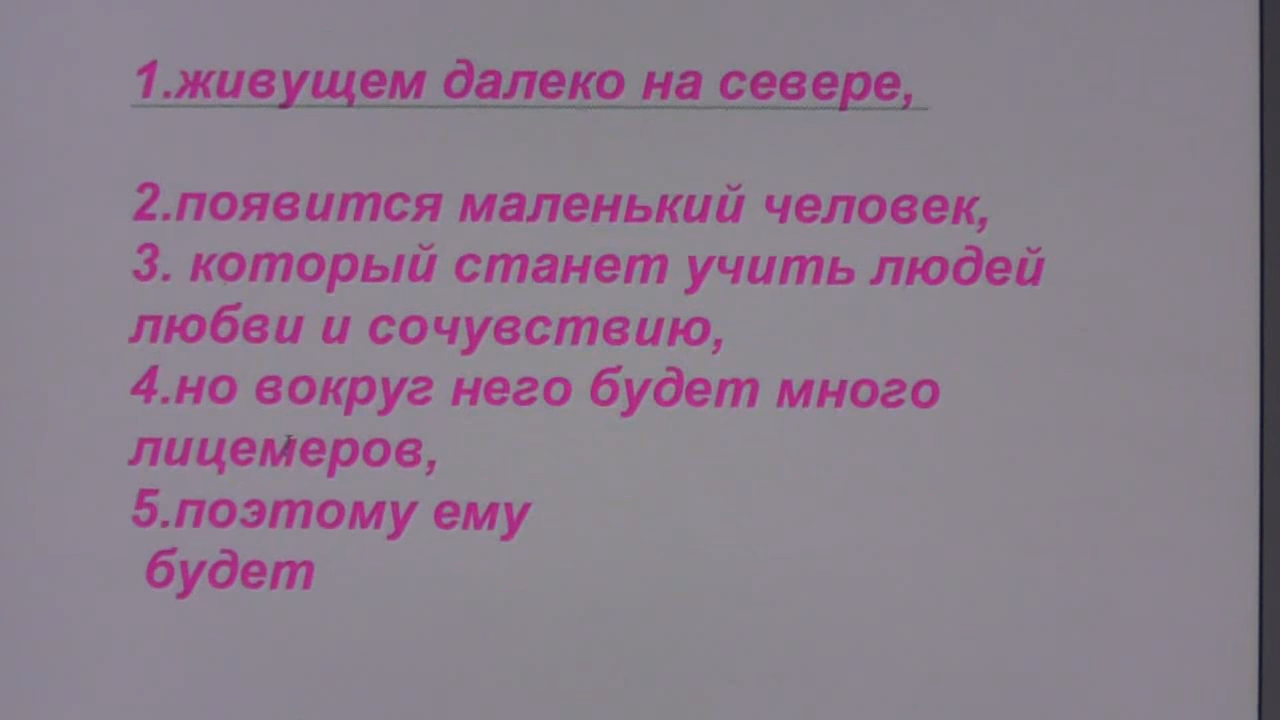 1.живущем далеко на севере,
2.появится маленький человек,
3. который станет учить людей
любви и сочувствию,
4.но вокруг него будет много
лицемеров,
5.поэтому ему
будет